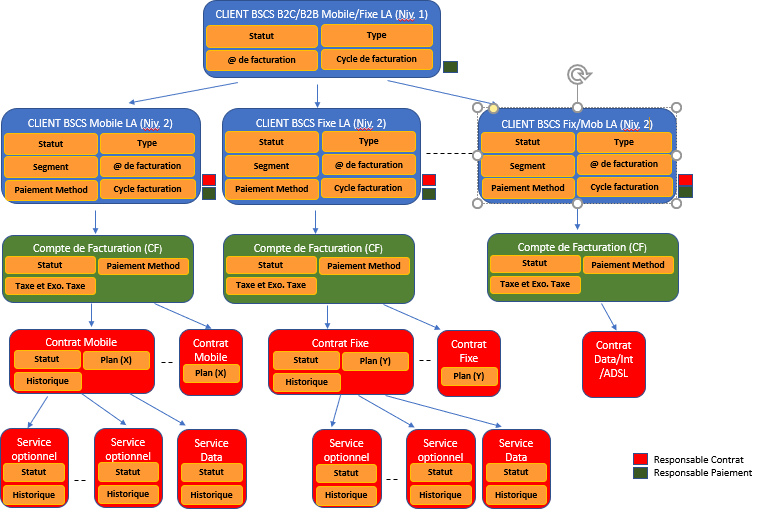 CLIENT BSCS B2C/B2B Mobile/Fixe LA (Niv. 1)
Statut
Type
@ de facturation
Cycle de facturation
CLIENT BSCS Mobile LA (Niv. 2)
Statut
Type
Segment
@ de facturation
Paiement Method
Cycle facturation
CLIENT BSCS Fixe LA (Niv. 2)
Statut
Type
Segment
@ de facturation
Paiement Method
Cycle facturation
CLIENT BSCS Fix/Mob LA (Niv. 2)
Statut
Type
Segment
@ de facturation
Paiement Method
Cycle facturation
Compte de Facturation (CF)
Statut
Paiement Method
Taxe et Exo. Taxe
Compte de Facturation (CF)
Statut
Paiement Method
Taxe et Exo. Taxe
Compte de Facturation (CF)
Statut
Paiement Method
Taxe et Exo. Taxe
Contrat Mobile
Statut
Plan (X)
Historique
Contrat
Mobile
Plan (X)
Contrat Fixe
Statut
Plan (Y)
Historique
Contrat
Fixe
Plan (Y)
Contrat
Data/Int
/ADSL
Service
optionnel
Statut
Historique
Service
optionnel
Statut
Historique
Service
Data
Statut
Historique
Service
optionnel
Statut
Historique
Service
optionnel
Statut
Historique
Service
Data
Statut
Historique
Responsable Contrat
Responsable Paiement